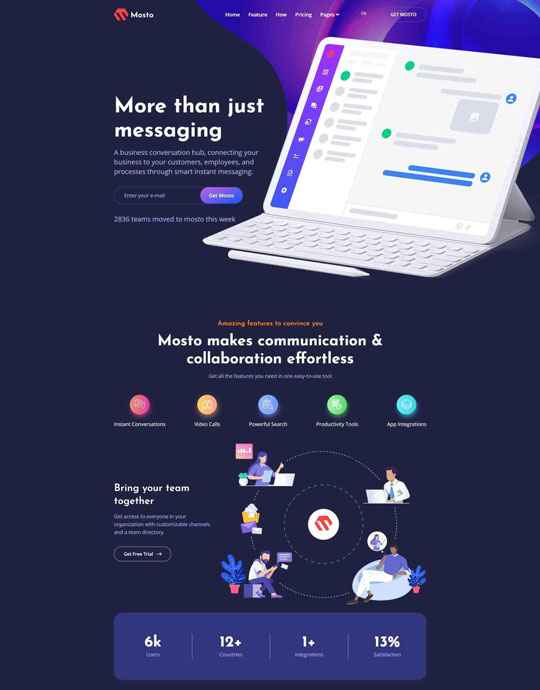 Mosto
Home Feature How Pricing Pages
GET MOSTO
More than just
messaging
A business conversation hub, connecting your
business to your customers, employees, and
processes through smart instant messaging.
Enter your e-mail Get Mosto
2836 teams moved to mosto this week
Amazing features to convince you
Mosto makes communication &
collaboration effortless
Get all the features you need in one easy-to-use tool.
Instant Conversations Video Calls Powerful Search Productivity Tools App Integrations
Bring your team
together
Get access to everyone in your
organization with customizable channels
and a team directory.
Get Free Trial →
6k 12+ 1+ 13%
Users Countries Integrations Satisfaction